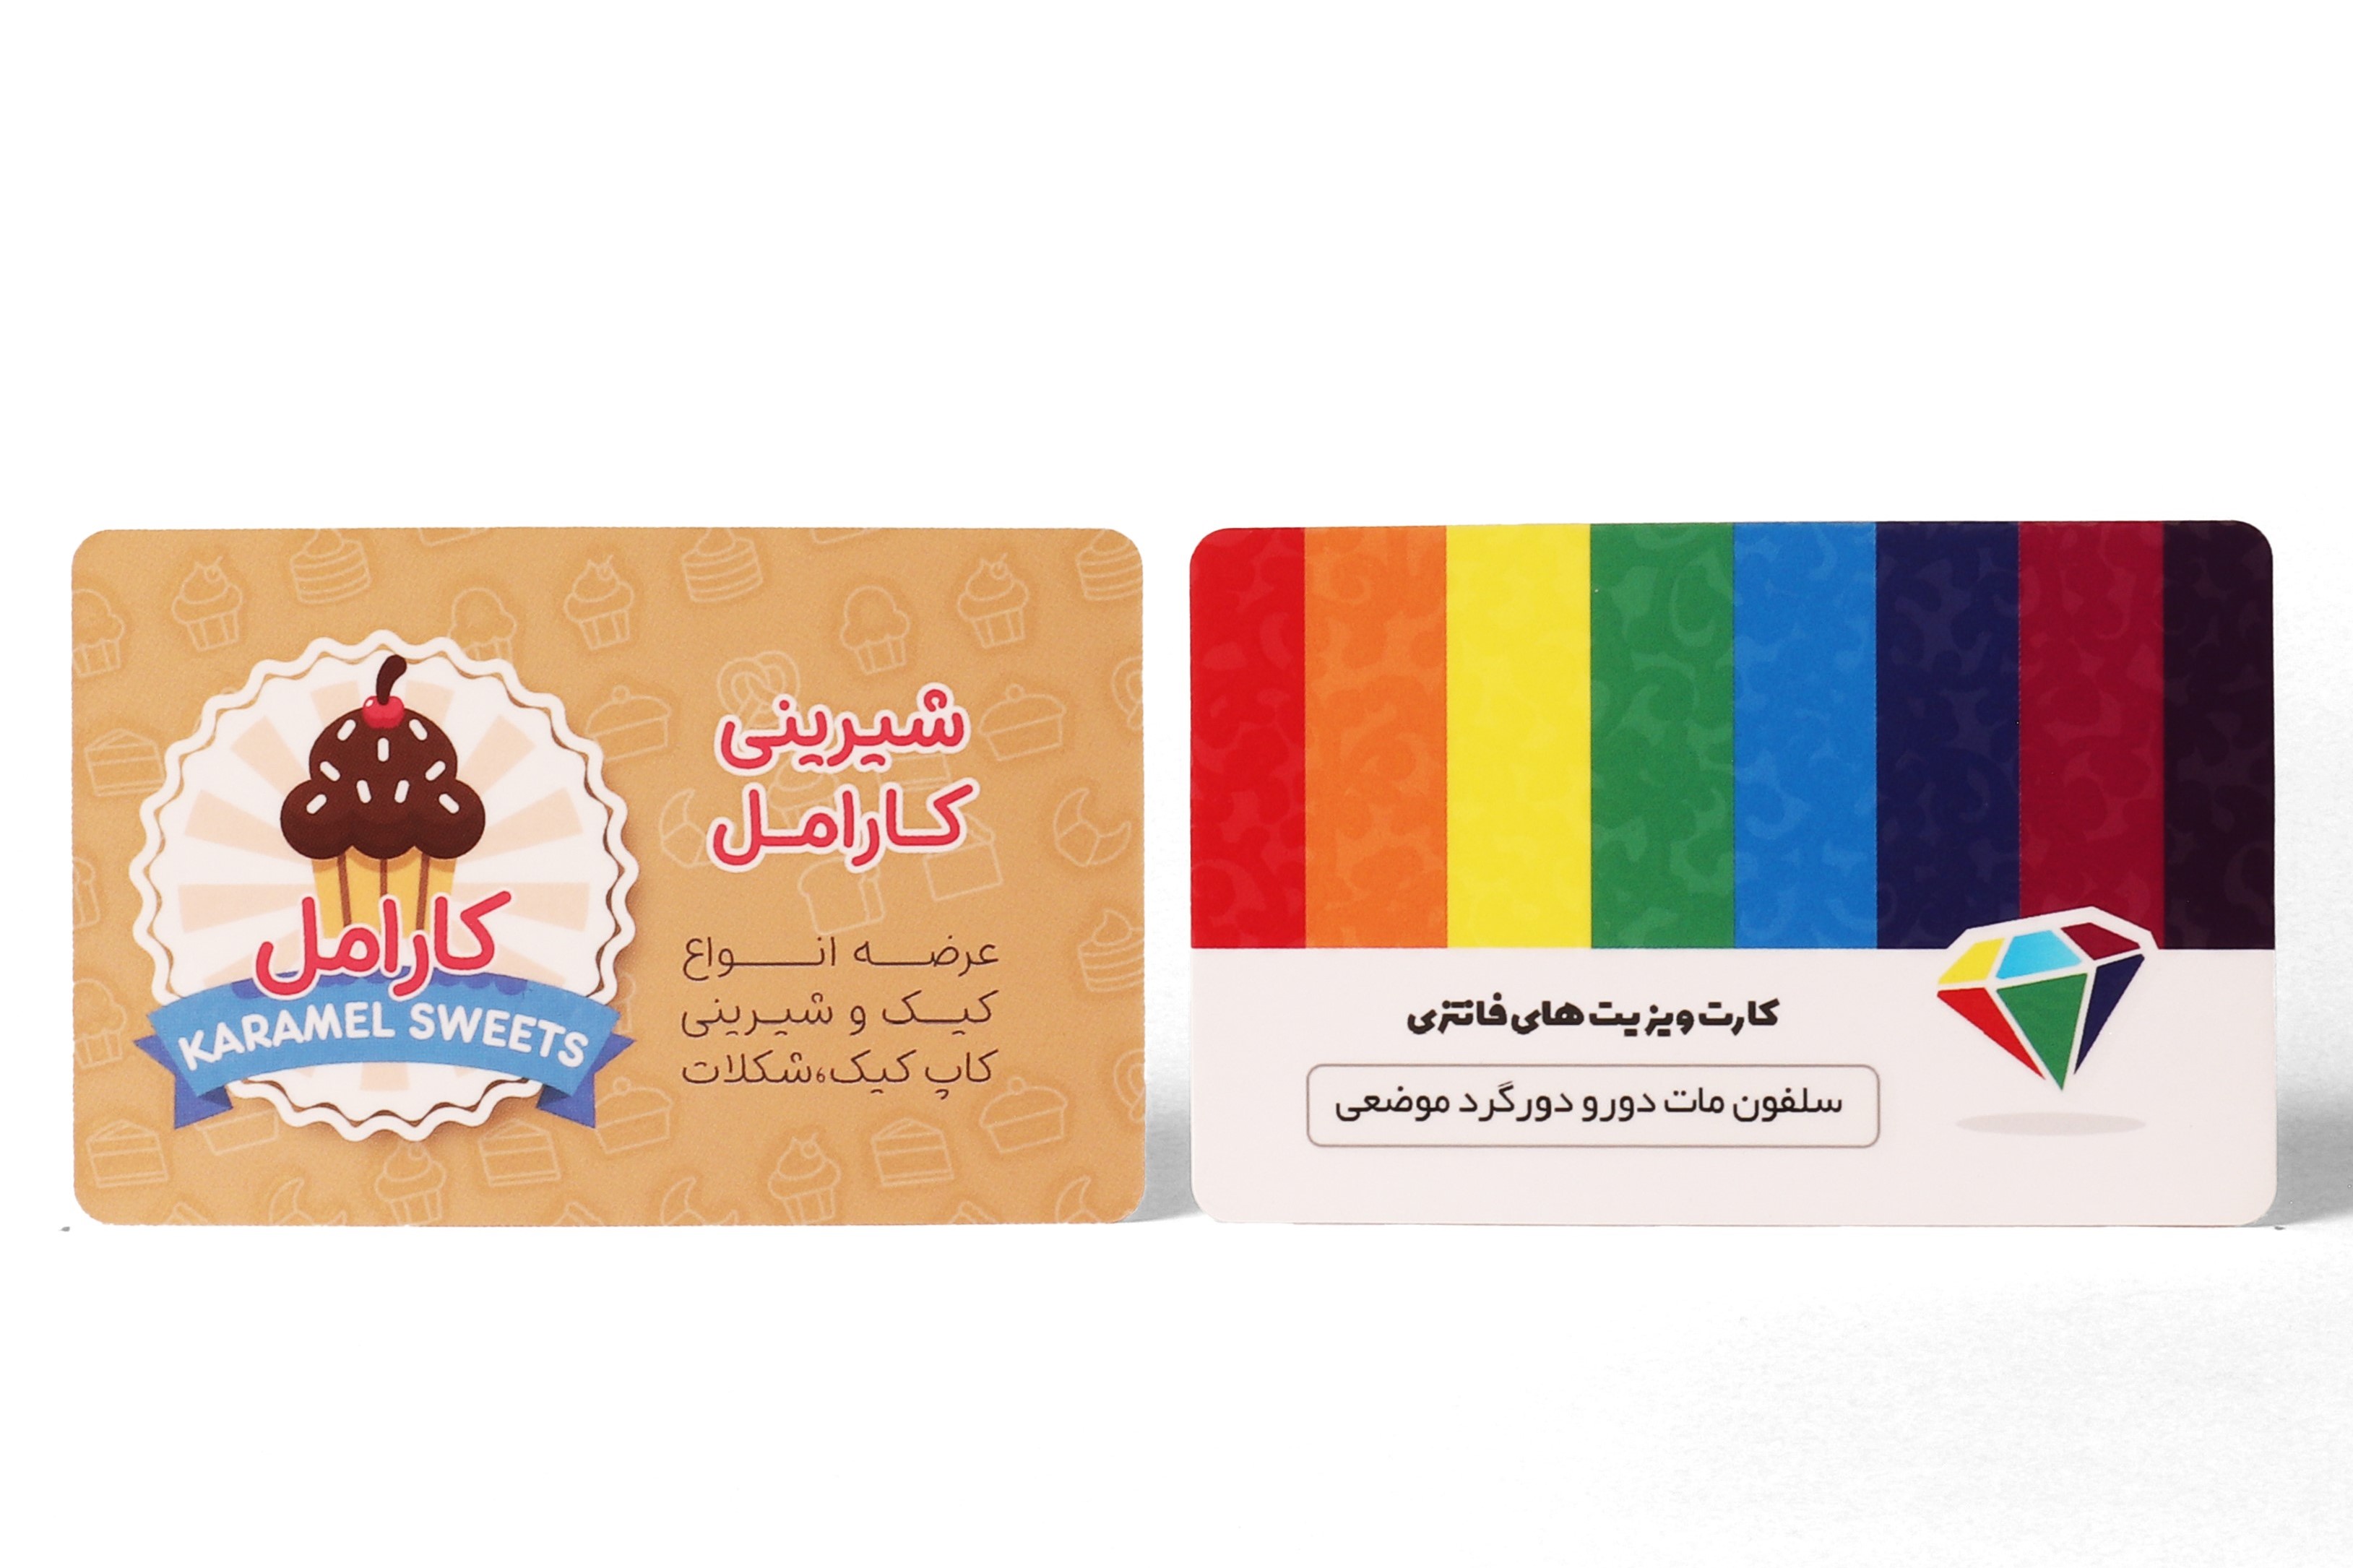 شیرینی
کارامل
عرضه انواع
کیک و شیرینی
کاپ کیک،شکلات
کارامل
KARAMEL SWEETS
کارت ویزیت های فانتزی
سلفون مات دورو دورگرد موضعی